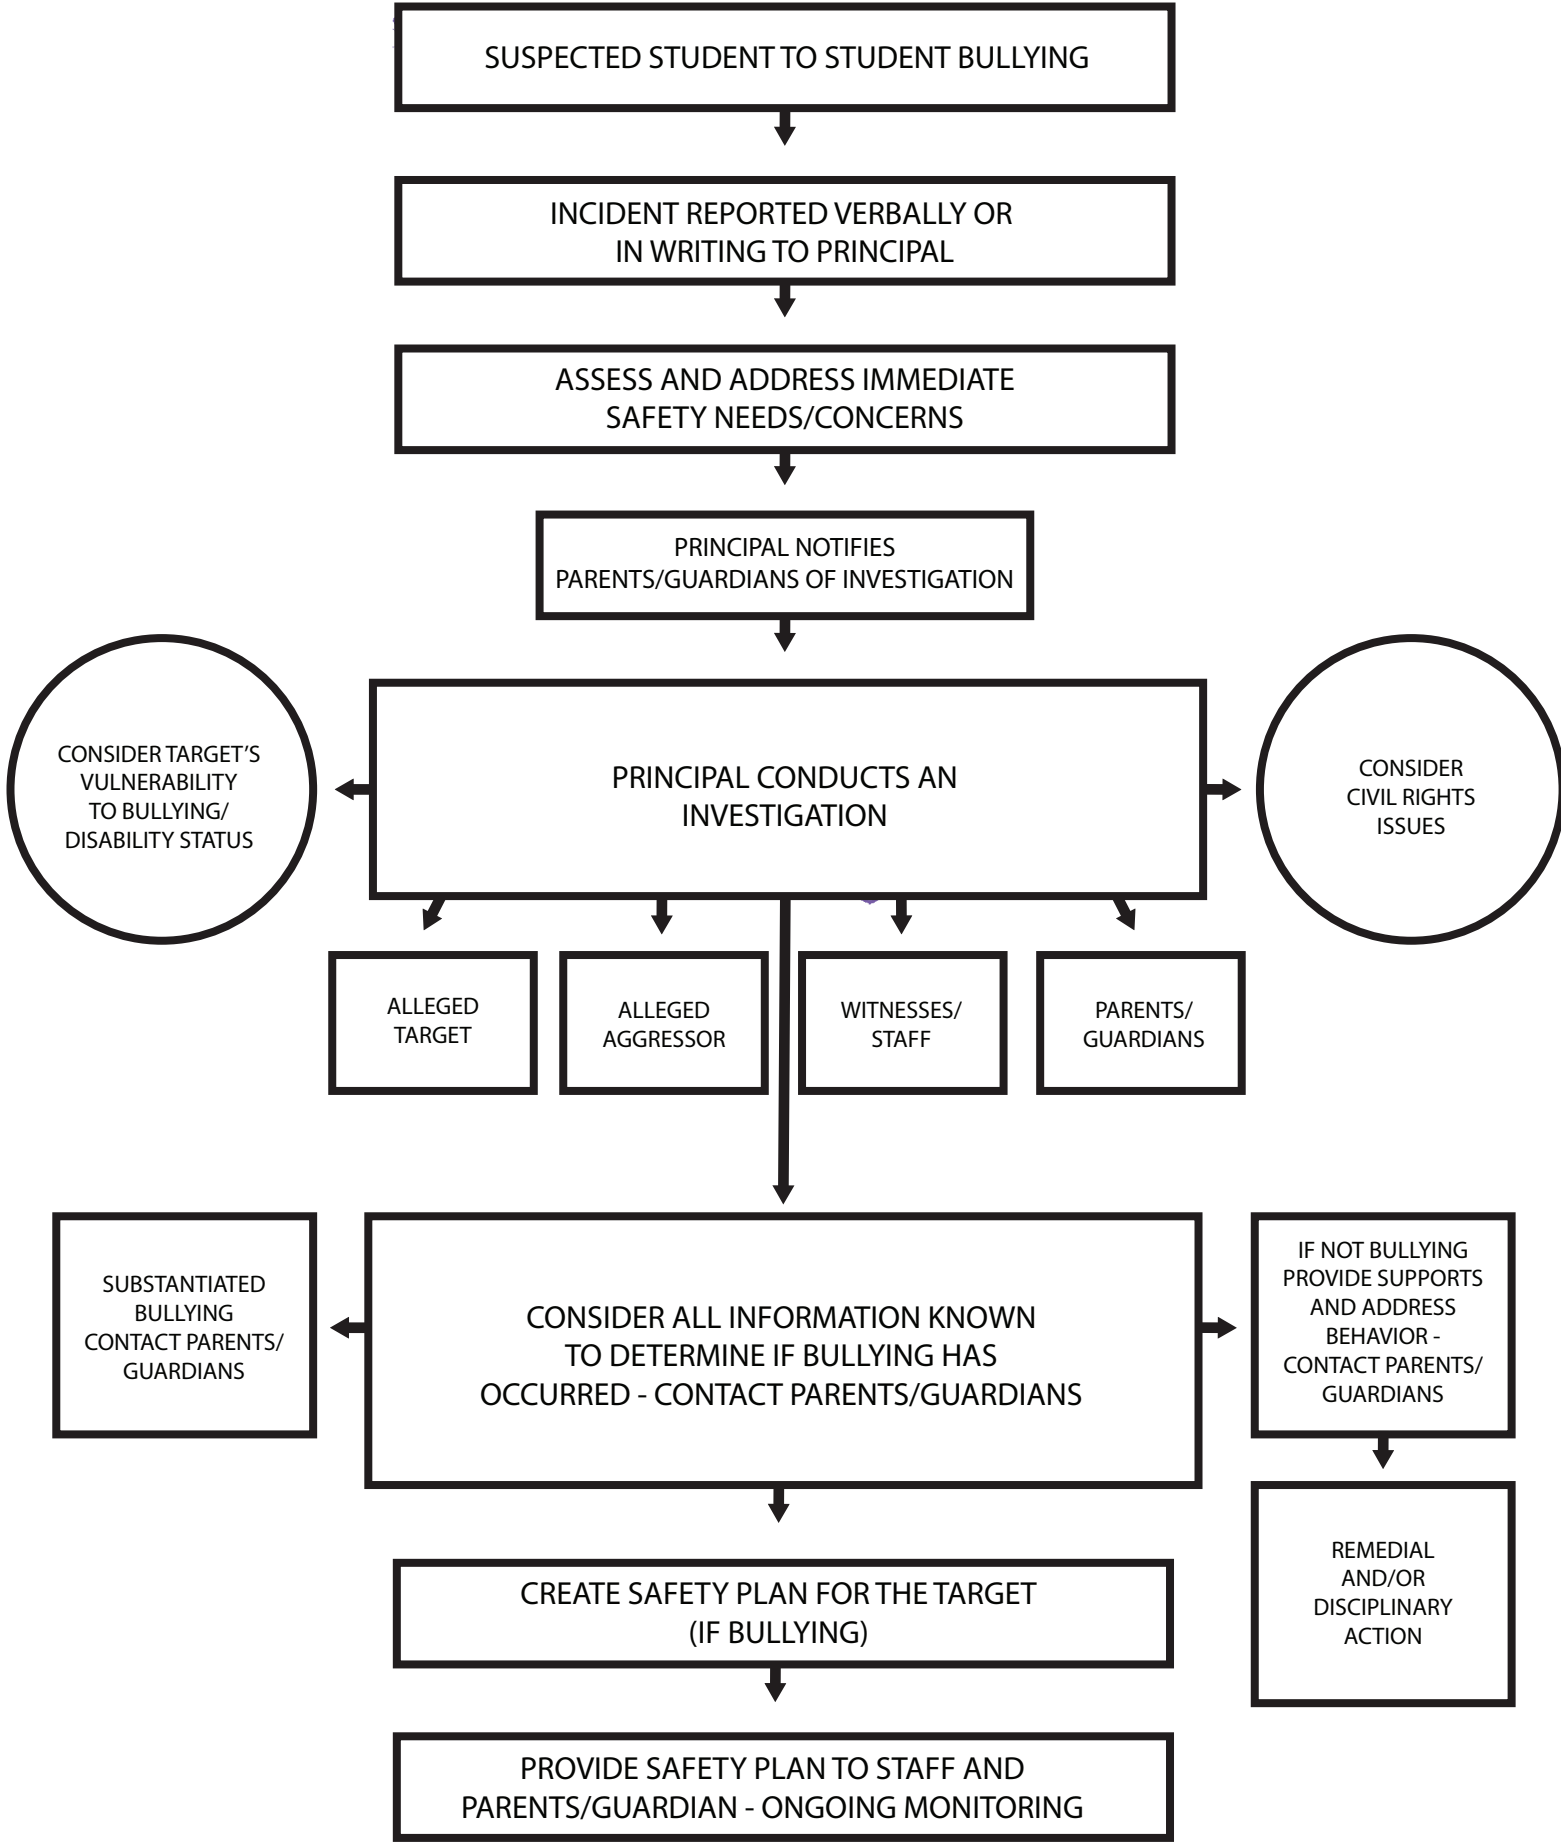 SUSPECTED STUDENT TO STUDENT BULLYING
INCIDENT REPORTED VERBALLY OR
IN WRITING TO PRINCIPAL
ASSESS AND ADDRESS IMMEDIATE
SAFETY NEEDS/CONCERNS
PRINCIPAL NOTIFIES
PARENTS/GUARDIANS OF INVESTIGATION
CONSIDER TARGET'S
VULNERABILITY
TO BULLYING/
DISABILITY STATUS
PRINCIPAL CONDUCTS AN
INVESTIGATION
CONSIDER
CIVIL RIGHTS
ISSUES
ALLEGED
TARGET
ALLEGED
AGGRESSOR
WITNESSES/
STAFF
PARENTS/
GUARDIANS
SUBSTANTIATED
BULLYING
CONTACT PARENTS/
GUARDIANS
CONSIDER ALL INFORMATION KNOWN
TO DETERMINE IF BULLYING HAS
OCCURRED - CONTACT PARENTS/GUARDIANS
IF NOT BULLYING
PROVIDE SUPPORTS
AND ADDRESS
BEHAVIOR -
CONTACT PARENTS/
GUARDIANS
REMEDIAL
AND/OR
DISCIPLINARY
ACTION
CREATE SAFETY PLAN FOR THE TARGET
(IF BULLYING)
PROVIDE SAFETY PLAN TO STAFF AND
PARENTS/GUARDIAN - ONGOING MONITORING